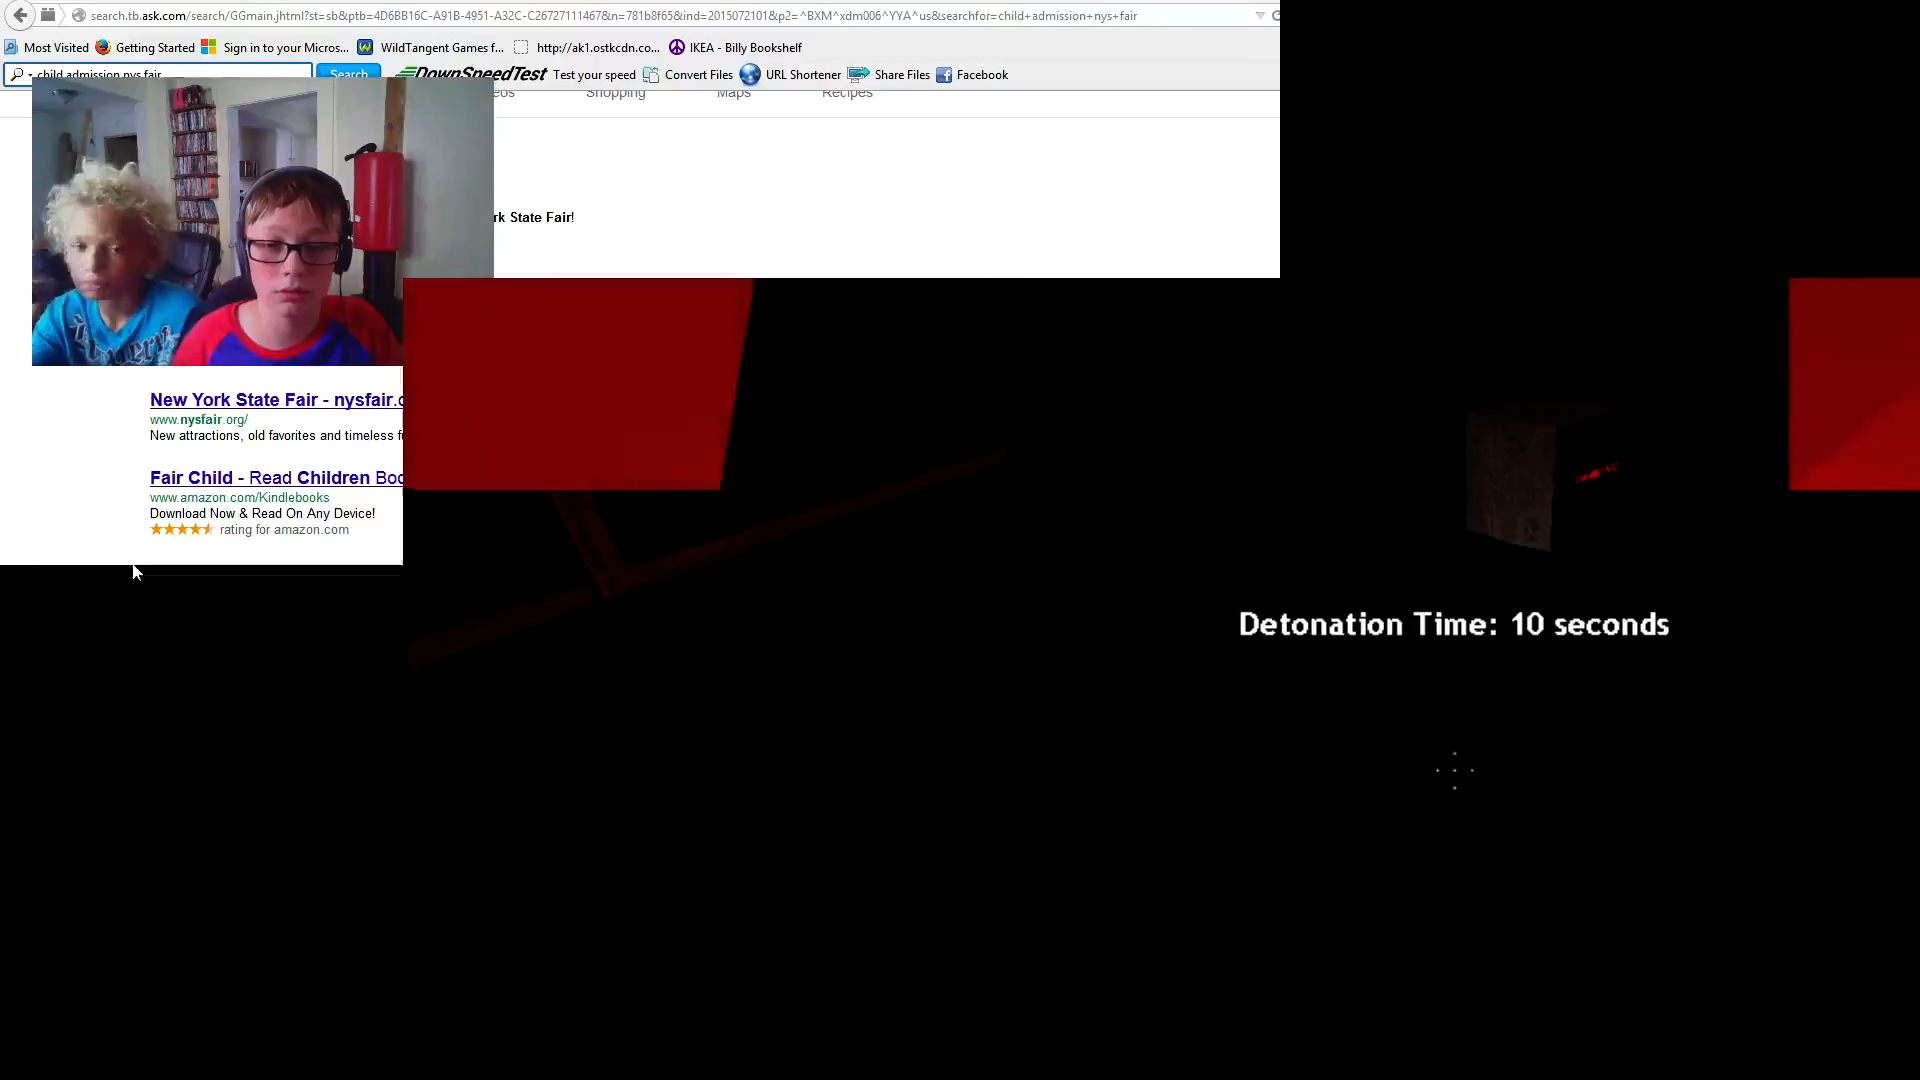 search.tb.ask.com/search/GGmain.jhtml?st=sb&ptb=4D6BB16C-A91B-4951-A32C-C26727111467&n=781b8f65&ind=2015072101&p2=^BXM^xdm006^YYA^us&searchfor=child+admission+nys+fair
Most Visited Getting Started Sign in to your Micros... WildTangent Games f... http://ak1.ostkcdn.co... IKEA - Billy Bookshelf
child admission nys fair Search DownSpeedTest Test your speed Convert Files URL Shortener Share Files Facebook
Shopping Maps Recipes
State Fair!
New York State Fair - nysfair.
www.nysfair.org/
New attractions, old favorites and timeless
Fair Child - Read Children
www.amazon.com/Kindlebooks
Download Now & Read On Any Device!
rating for amazon.com
Detonation Time: 10 seconds